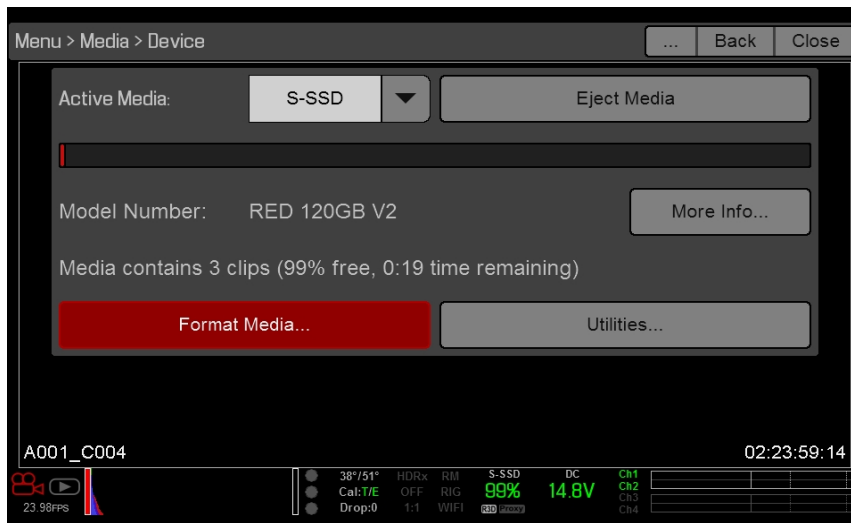 Menu > Media > Device ... Back Close
Active Media: S-SSD Eject Media
Model Number: RED 120GB V2 More Info...
Media contains 3 clips (99% free, 0:19 time remaining)
Format Media... Utilities...
A001_C004 02:23:59:14
38°/51° HDRx RM S-SSD DC Ch1
Cal:T/E OFF RIG 99% 14.8V Ch2
23.98FPS Drop:0 1:1 WIFI R3D Proxy Ch3
Ch4